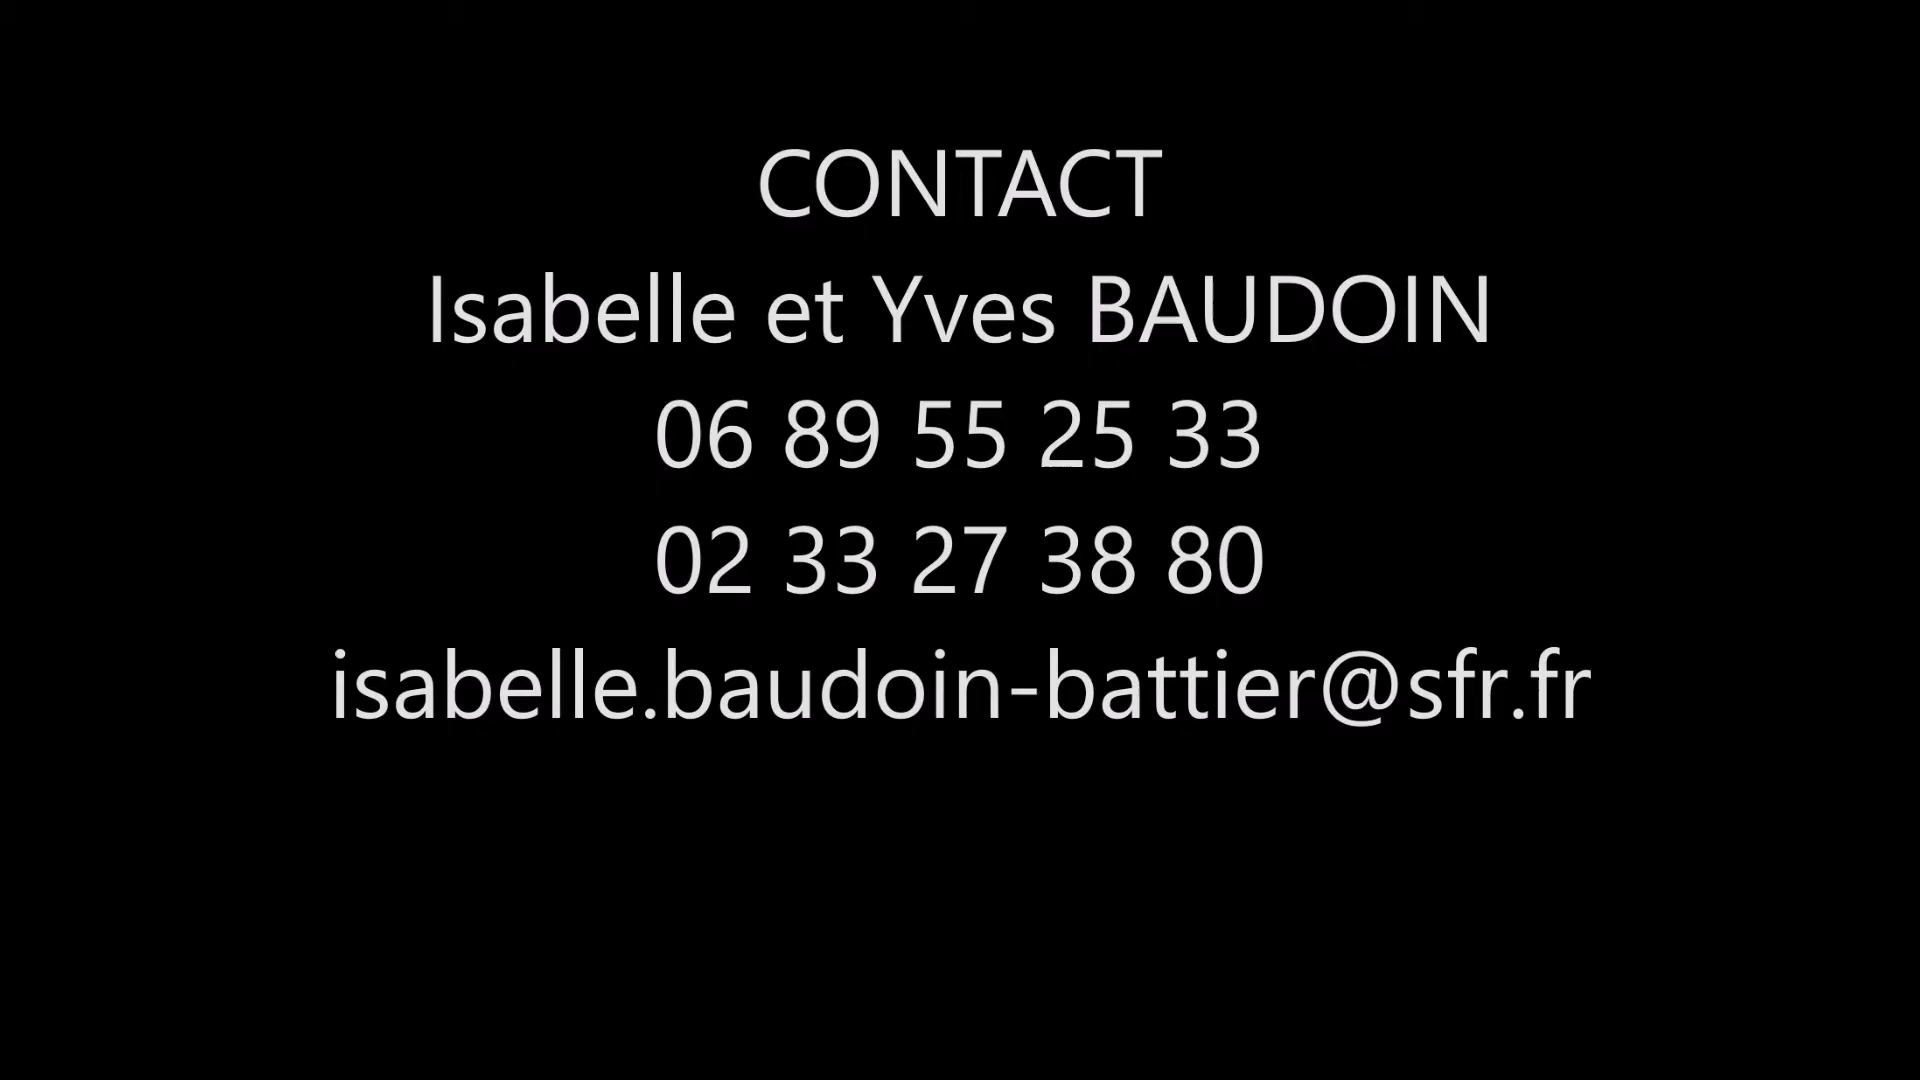 CONTACT
Isabelle et Yves BAUDOIN
06 89 55 25 33
02 33 27 38 80
isabelle.baudoin-battier@sfr.fr